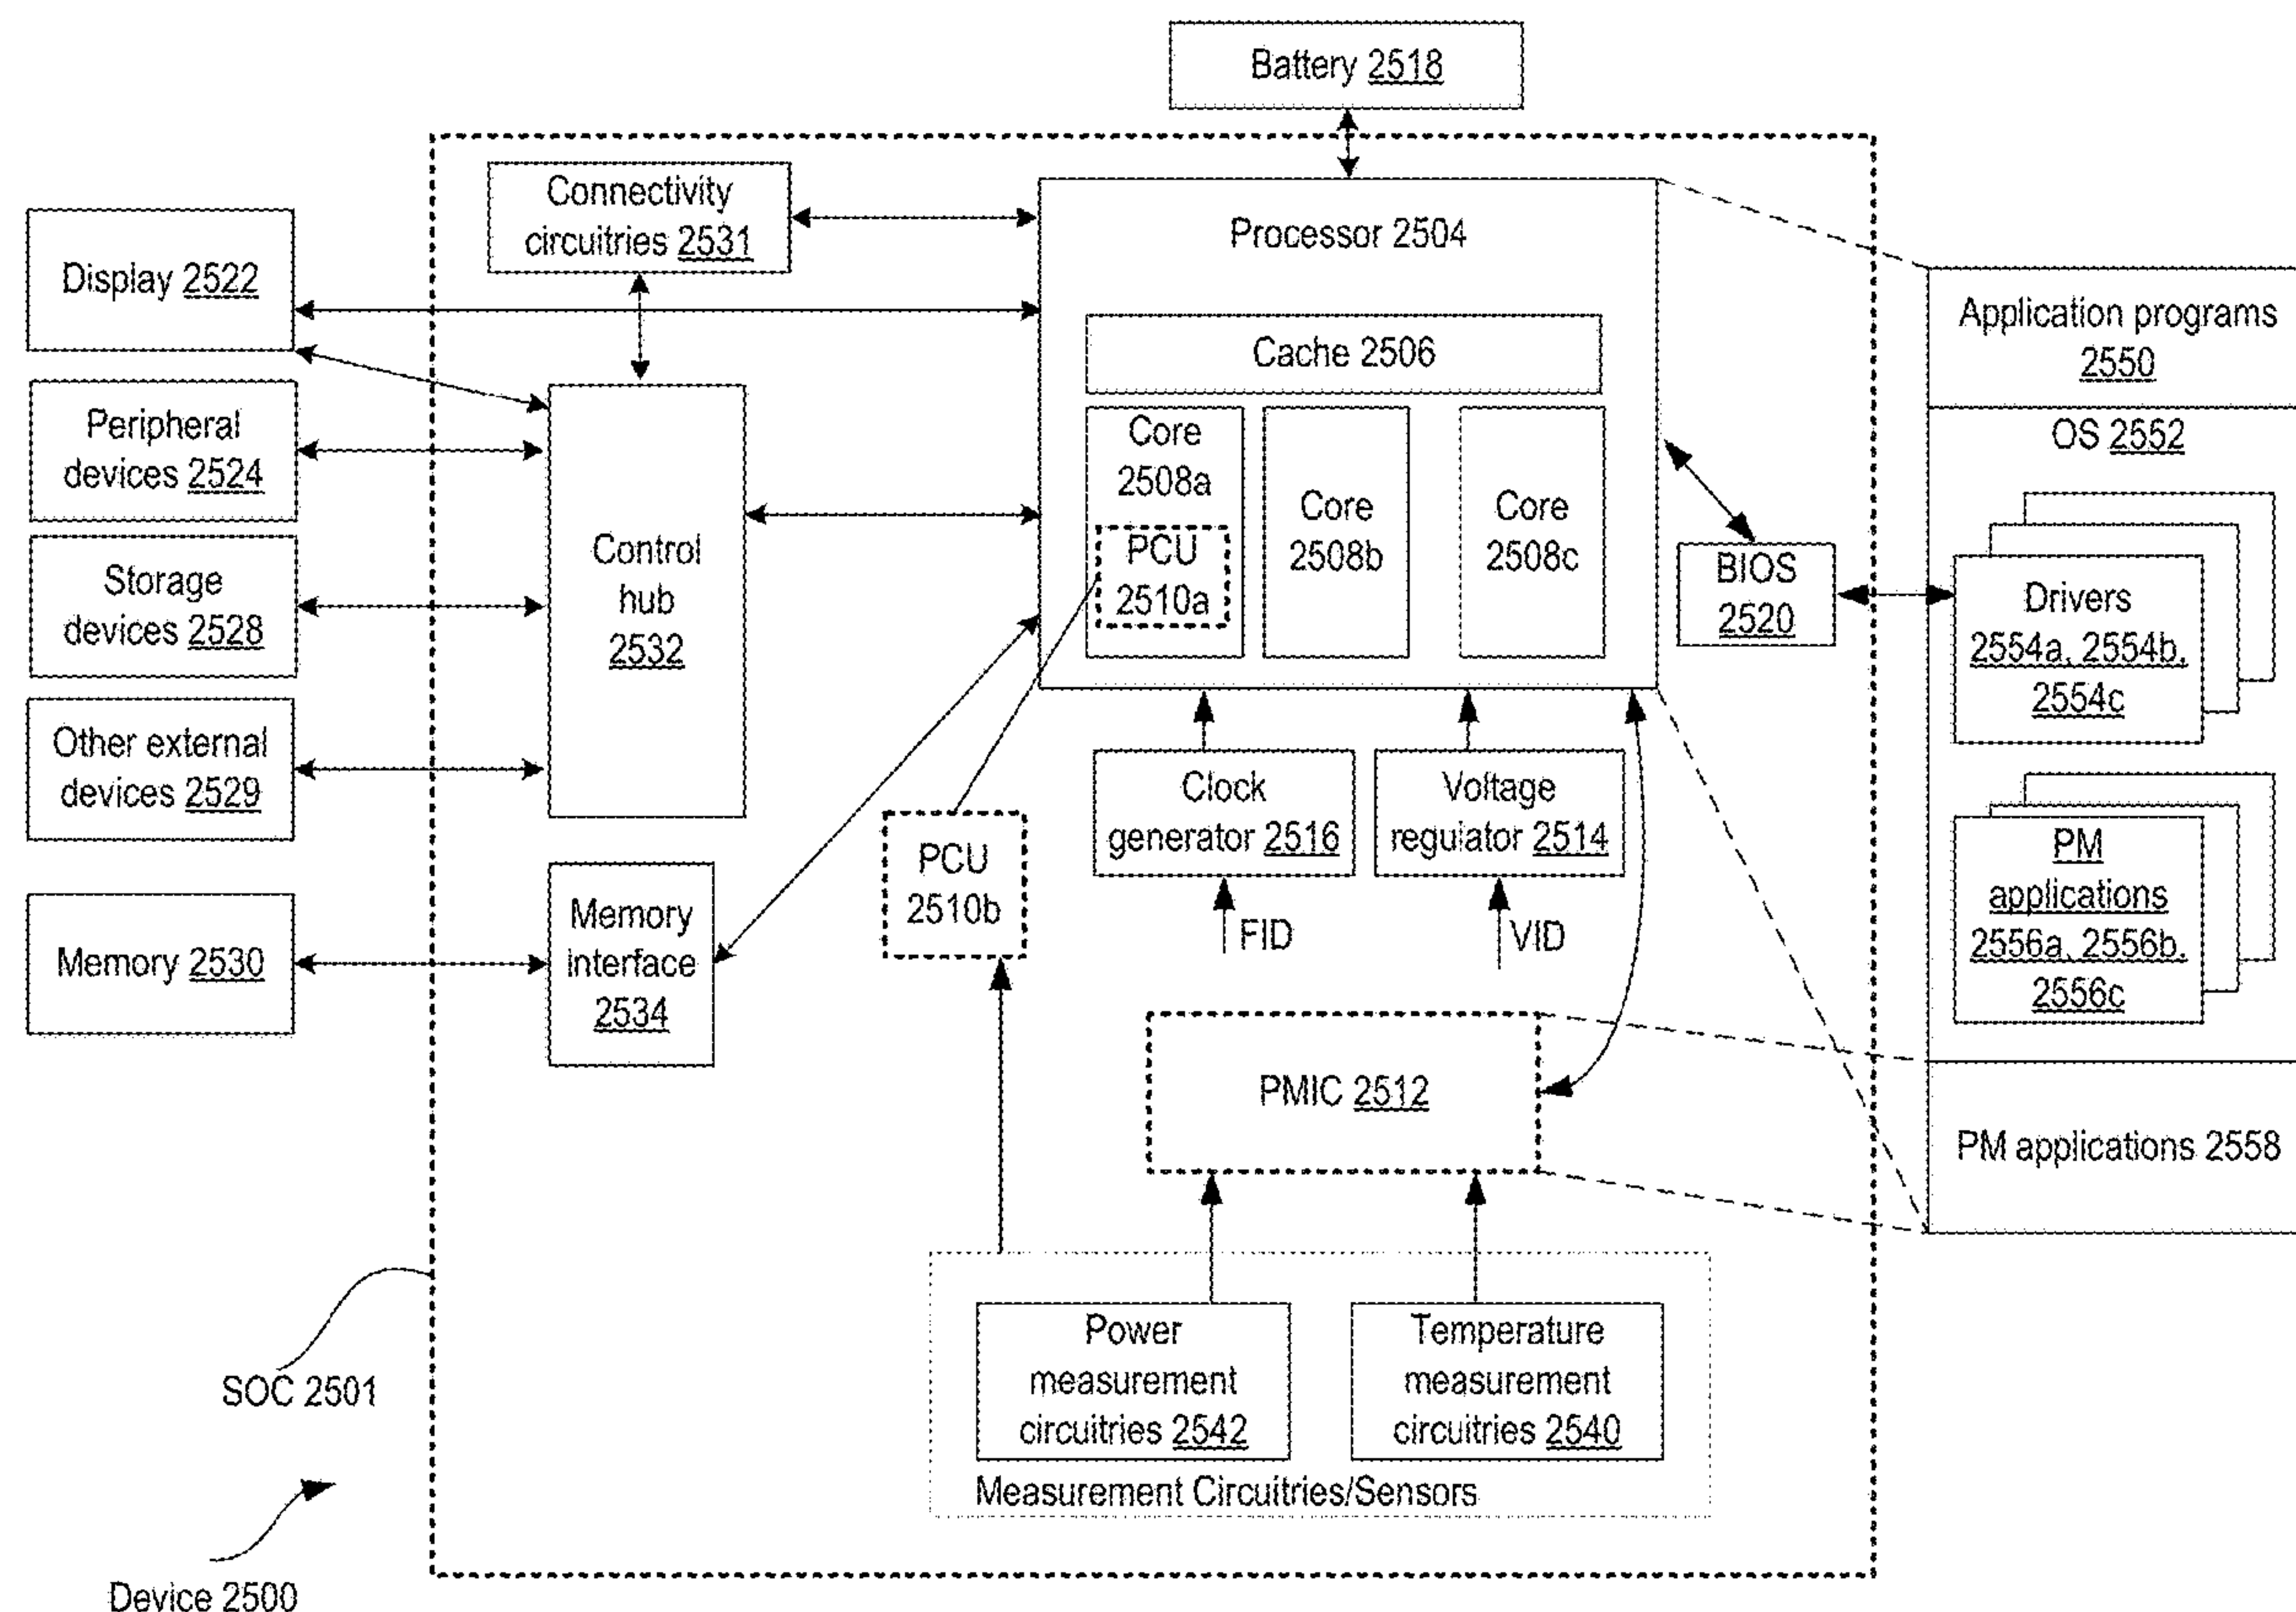 Battery 2518
Connectivity
circuitries 2531
Processor 2504
Display 2522
Application programs
2550
Cache 2506
Peripheral
devices 2524
Core
2508a
PCU
2510a
Core
2508b
Core
2508c
OS 2552
Control
hub
2532
BIOS
2520
Drivers
2554a, 2554b,
2554c
Storage
devices 2528
Other external
devices 2529
Clock
generator 2516
Voltage
regulator 2514
PM
applications
2556a, 2556b,
2556c
PCU
2510b
FID
VID
Memory 2530
Memory
interface
2534
PMIC 2512
PM applications 2558
Power
measurement
circuitries 2542
Temperature
measurement
circuitries 2540
Measurement Circuitries/Sensors
SOC 2501
Device 2500